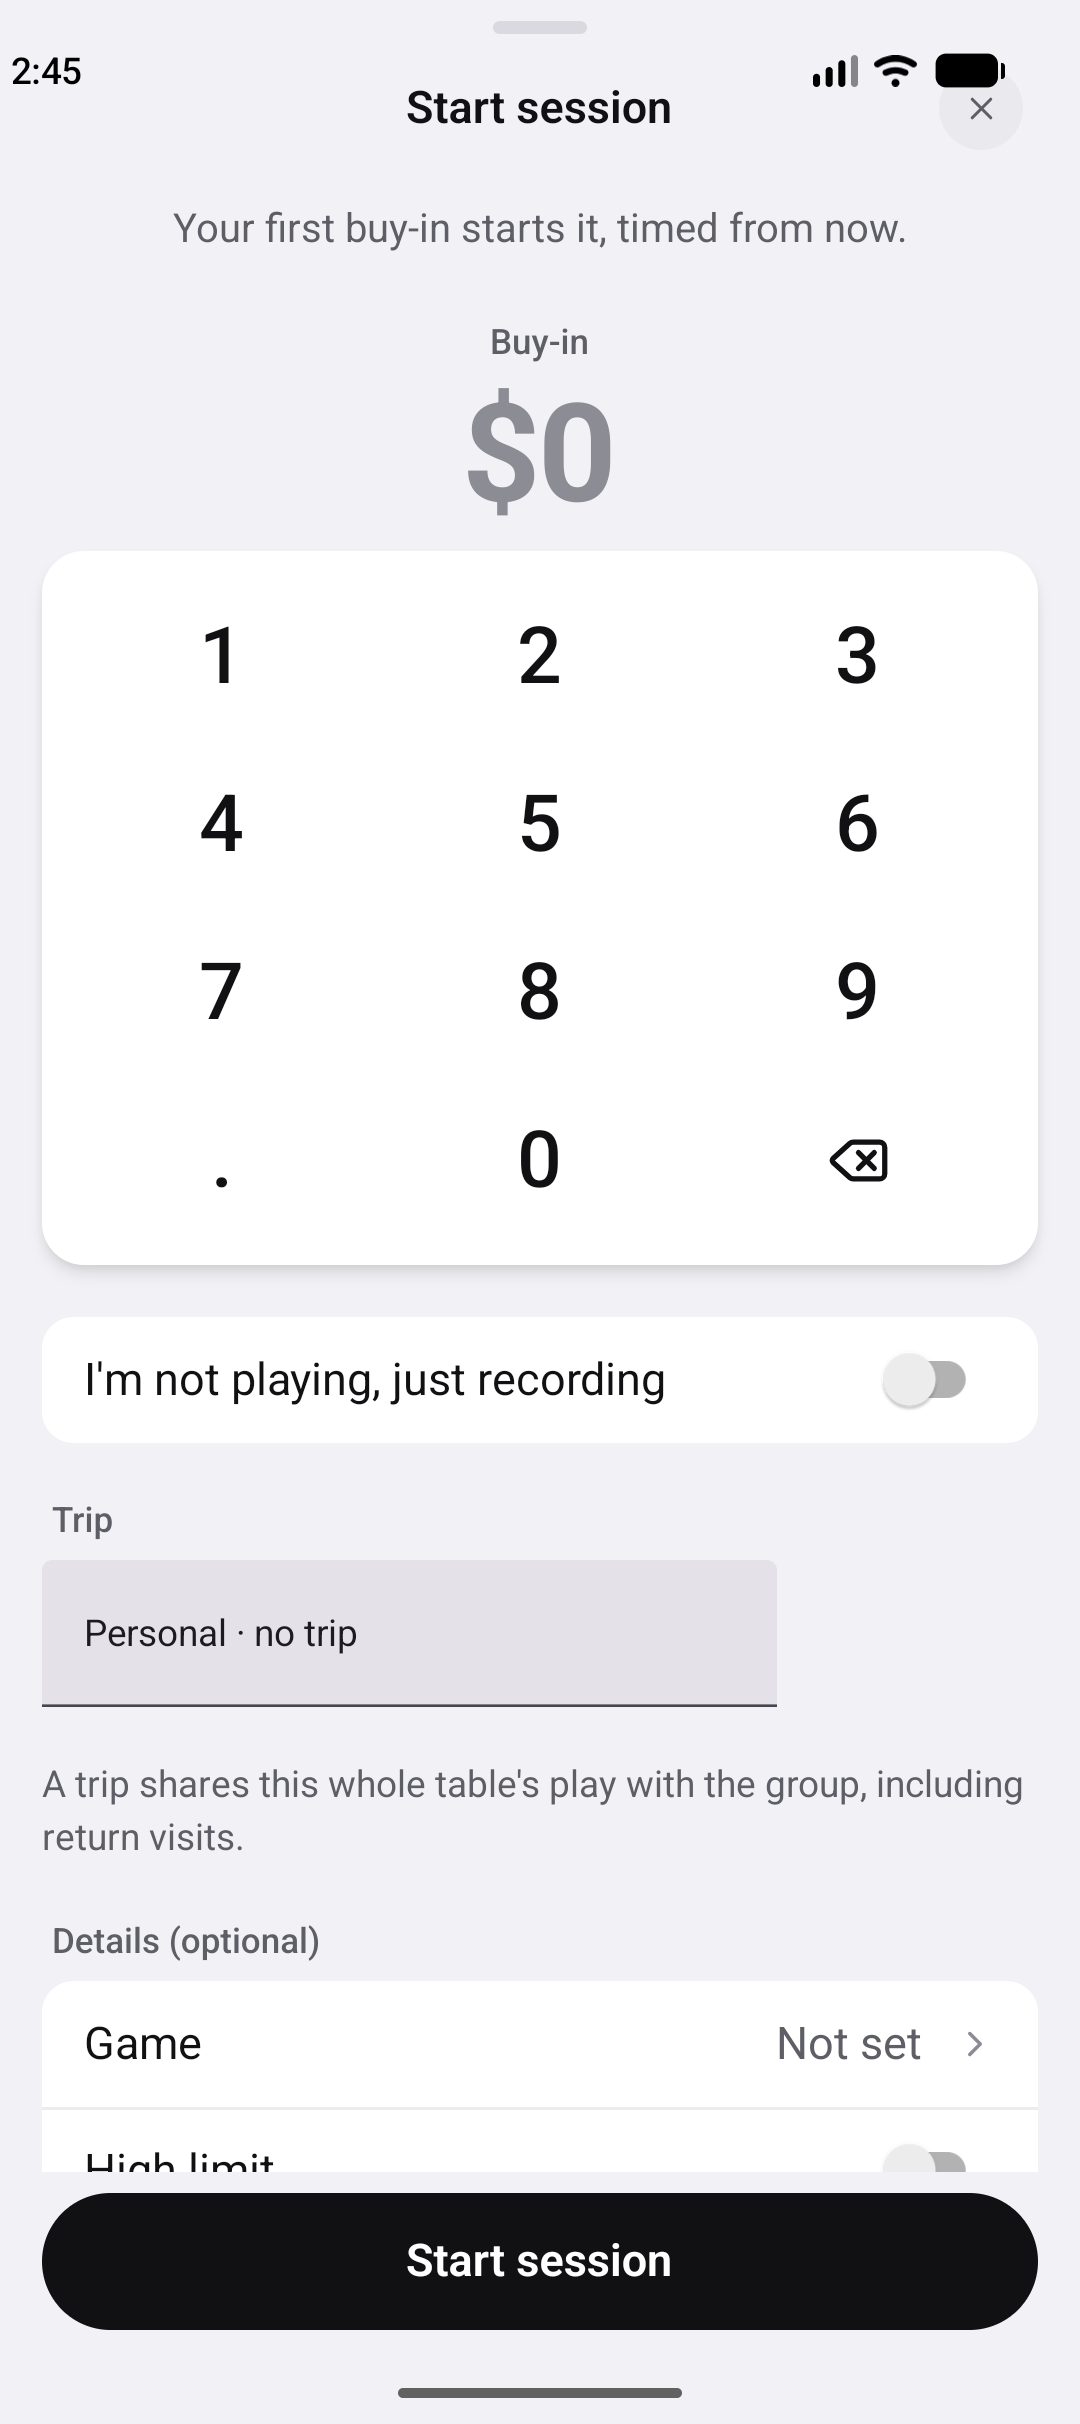 2:45
Start session
Your first buy-in starts it, timed from now.
Buy-in
$0
1 2 3
4 5 6
7 8 9
. 0
I'm not playing, just recording
Trip
Personal · no trip
A trip shares this whole table's play with the group, including
return visits.
Details (optional)
Game Not set
High limit
Start session